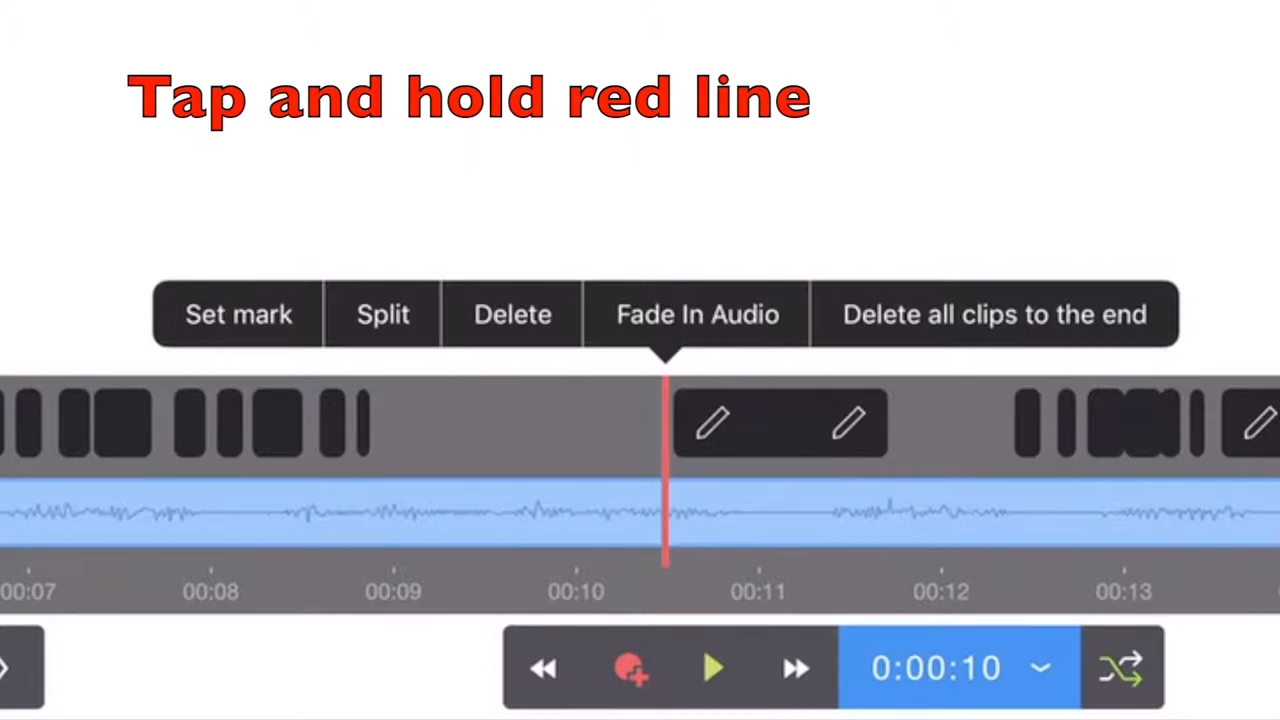 Tap and hold red line
Set mark Split Delete Fade In Audio Delete all clips to the end
00:07 00:08 00:09 00:10 00:11 00:12 00:13
0:00:10